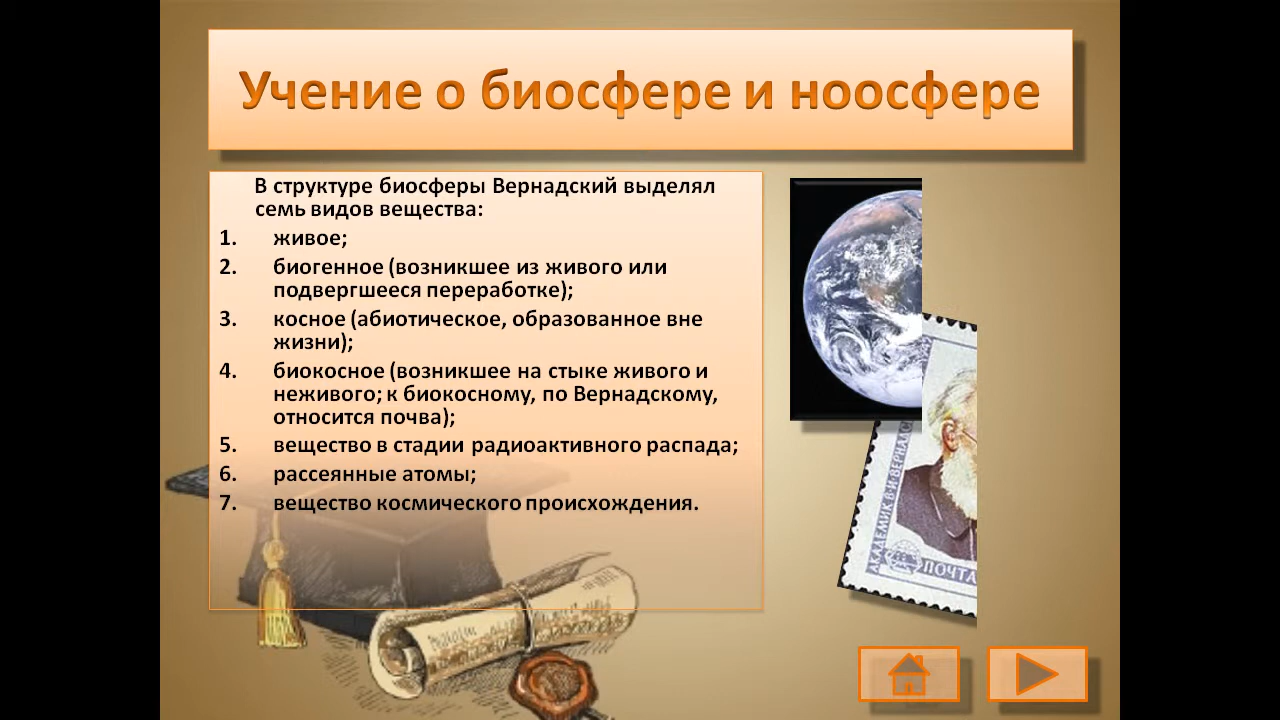 Учение о биосфере и ноосфере
В структуре биосферы Вернадский выделял
семь видов вещества:
1. живое;
2. биогенное (возникшее из живого или
подвергшееся переработке);
3. косное (абиотическое, образованное вне
жизни);
4. биокосное (возникшее на стыке живого и
неживого; к биокосному, по Вернадскому,
относится почва);
5. вещество в стадии радиоактивного распада;
6. рассеянные атомы;
7. вещество космического происхождения.
АКАДЕМИК В·И·ВЕРНАДС
ПОЧТА